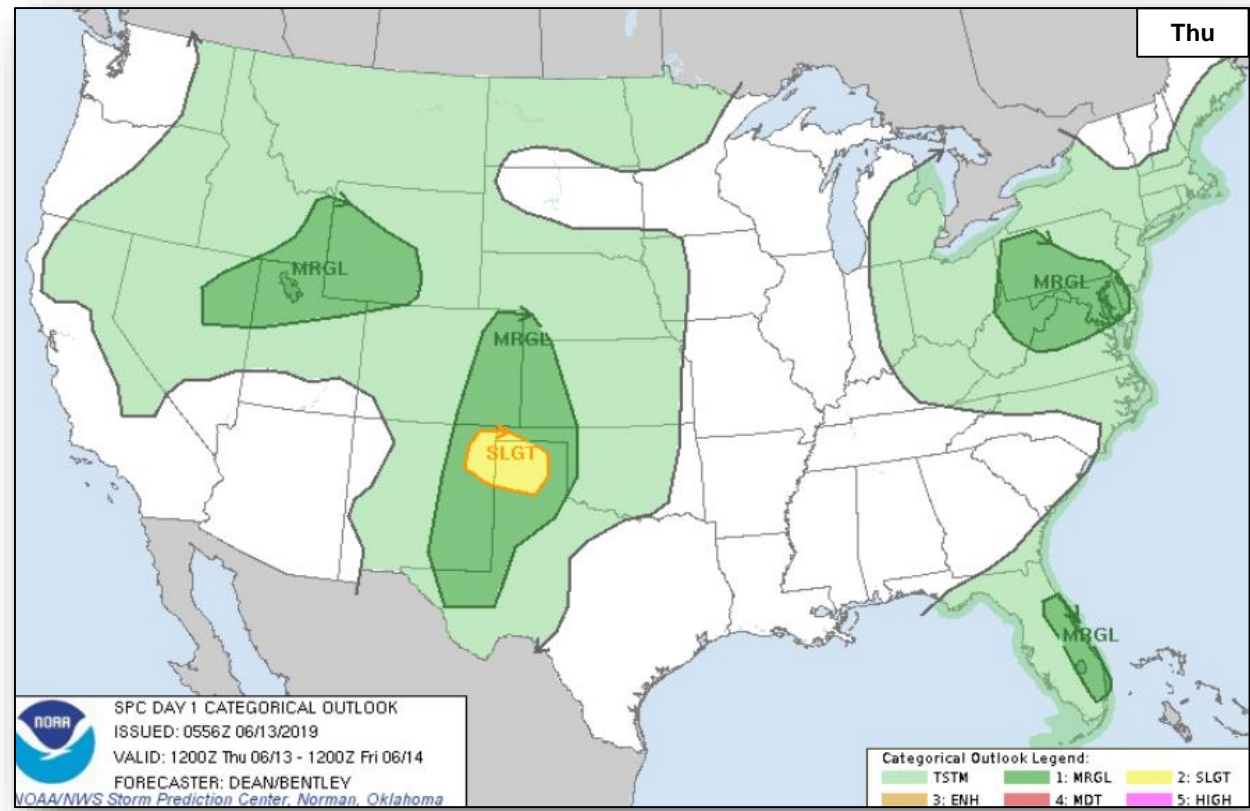 Thu
MRGL
MRGL
MRGL
SLGT
MRGL
NOAA
SPC DAY 1 CATEGORICAL OUTLOOK
ISSUED: 0556Z 06/13/2019
VALID: 1200Z Thu 06/13 - 1200Z Fri 06/14
FORECASTER: DEAN/BENTLEY
NOAA/NWS Storm Prediction Center, Norman, Oklahoma
Categorical Outlook Legend:
TSTM 1: MRGL 2: SLGT
3: ENH 4: MDT 5: HIGH